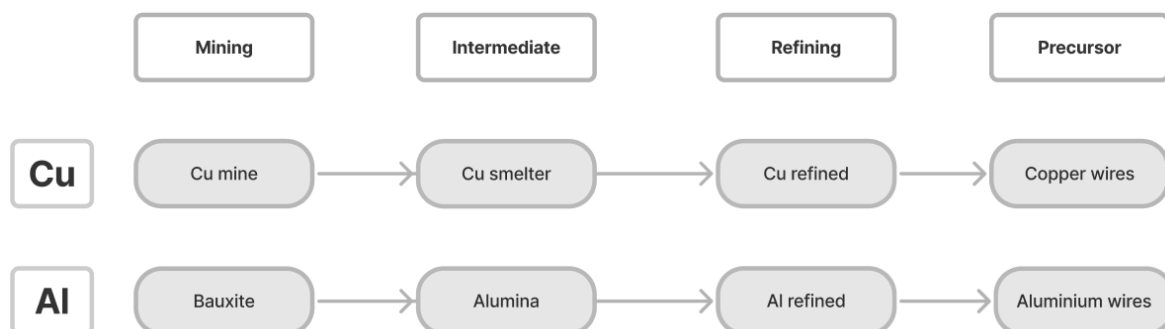 Mining
Intermediate
Refining
Precursor
Cu
Cu mine
Cu smelter
Cu refined
Copper wires
Al
Bauxite
Alumina
Al refined
Aluminium wires